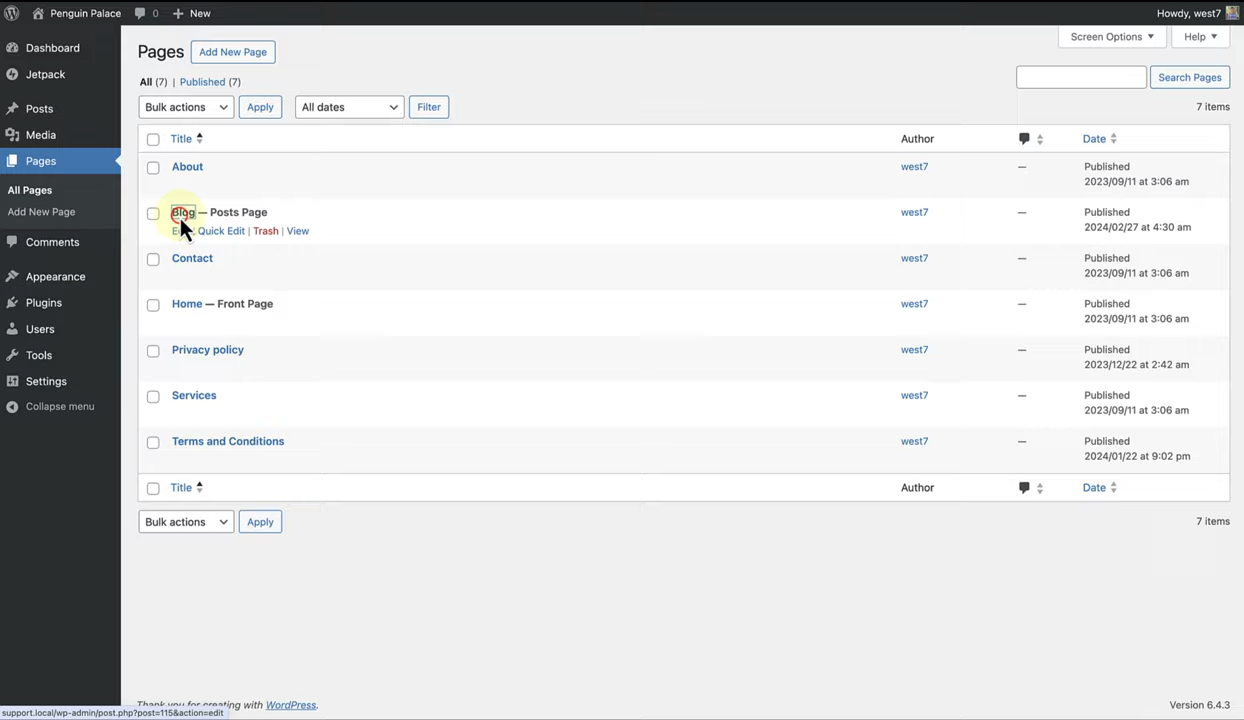 Penguin Palace 0 New Howdy, west7
Dashboard
Jetpack
Posts
Media
Pages
All Pages
Add New Page
Comments
Appearance
Plugins
Users
Tools
Settings
Collapse menu
Screen Options Help
Pages Add New Page
All (7) | Published (7)
Search Pages
Bulk actions Apply All dates Filter 7 items
Title Author Date
About west7 — Published
2023/09/11 at 3:06 am
Blog — Posts Page west7 — Published
2024/02/27 at 4:30 am
Quick Edit | Trash | View
Contact west7 — Published
2023/09/11 at 3:06 am
Home — Front Page west7 — Published
2023/09/11 at 3:06 am
Privacy policy west7 — Published
2023/12/22 at 2:42 am
Services west7 — Published
2023/09/11 at 3:06 am
Terms and Conditions west7 — Published
2024/01/22 at 9:02 pm
Title Author Date
Bulk actions Apply 7 items
Thank you for creating with WordPress. Version 6.4.3
support.local/wp-admin/post.php?post=115&action=edit